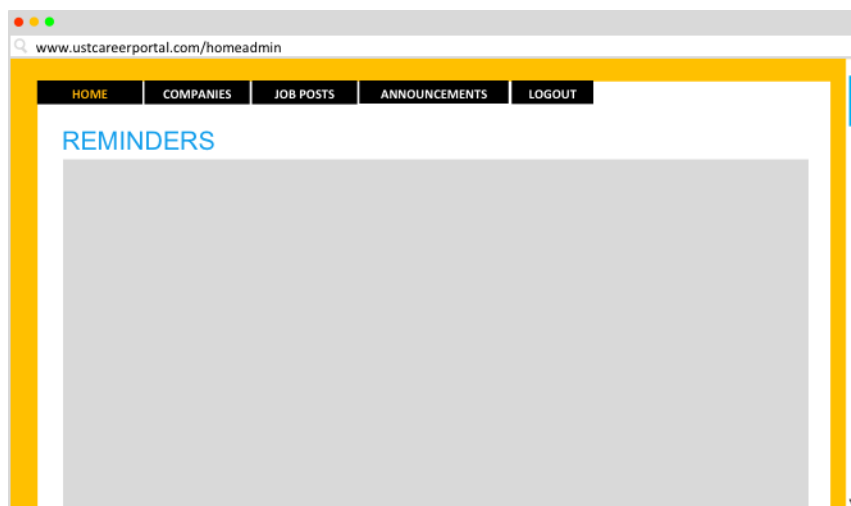 www.ustcareerportal.com/homeadmin
HOME COMPANIES JOB POSTS ANNOUNCEMENTS LOGOUT
REMINDERS